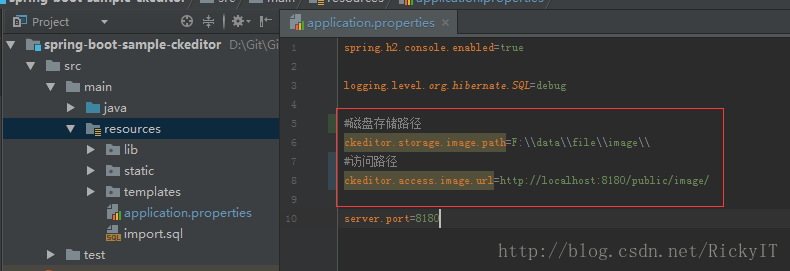 spring-boot-sample-ckeditor
src
main
resources
application.properties
Project
application.properties ×
spring-boot-sample-ckeditor D:\Git\G
src
main
java
resources
lib
static
templates
application.properties
import.sql
test
1 spring.h2.console.enabled=true
2
3 logging.level.org.hibernate.SQL=debug
4
5 #磁盘存储路径
6 ckeditor.storage.image.path=F:\\data\\file\\image\\
7 #访问路径
8 ckeditor.access.image.url=http://localhost:8180/public/image/
10 server.port=8180
http://blog.csdn.net/RickyIT